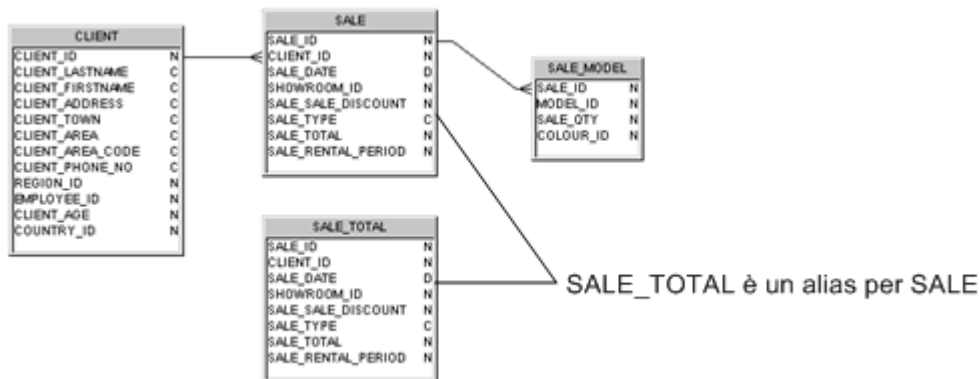 CLIENT
CLIENT_ID N
CLIENT_LASTNAME C
CLIENT_FIRSTNAME C
CLIENT_ADDRESS C
CLIENT_TOWN C
CLIENT_AREA C
CLIENT_AREA_CODE C
CLIENT_PHONE_NO C
REGION_ID N
EMPLOYEE_ID N
CLIENT_AGE N
COUNTRY_ID N
SALE
SALE_ID N
CLIENT_ID N
SALE_DATE D
SHOWROOM_ID N
SALE_SALE_DISCOUNT N
SALE_TYPE C
SALE_TOTAL N
SALE_RENTAL_PERIOD N
SALE_MODEL
SALE_ID N
MODEL_ID N
SALE_QTY N
COLOUR_ID N
SALE_TOTAL
SALE_ID N
CLIENT_ID N
SALE_DATE D
SHOWROOM_ID N
SALE_SALE_DISCOUNT N
SALE_TYPE C
SALE_TOTAL N
SALE_RENTAL_PERIOD N
SALE_TOTAL è un alias per SALE